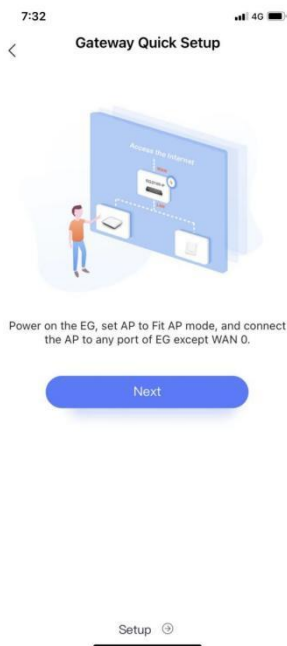 7:32
4G
Gateway Quick Setup
Access the Internet
Power on the EG, set AP to Fit AP mode, and connect
the AP to any port of EG except WAN 0.
Next
Setup